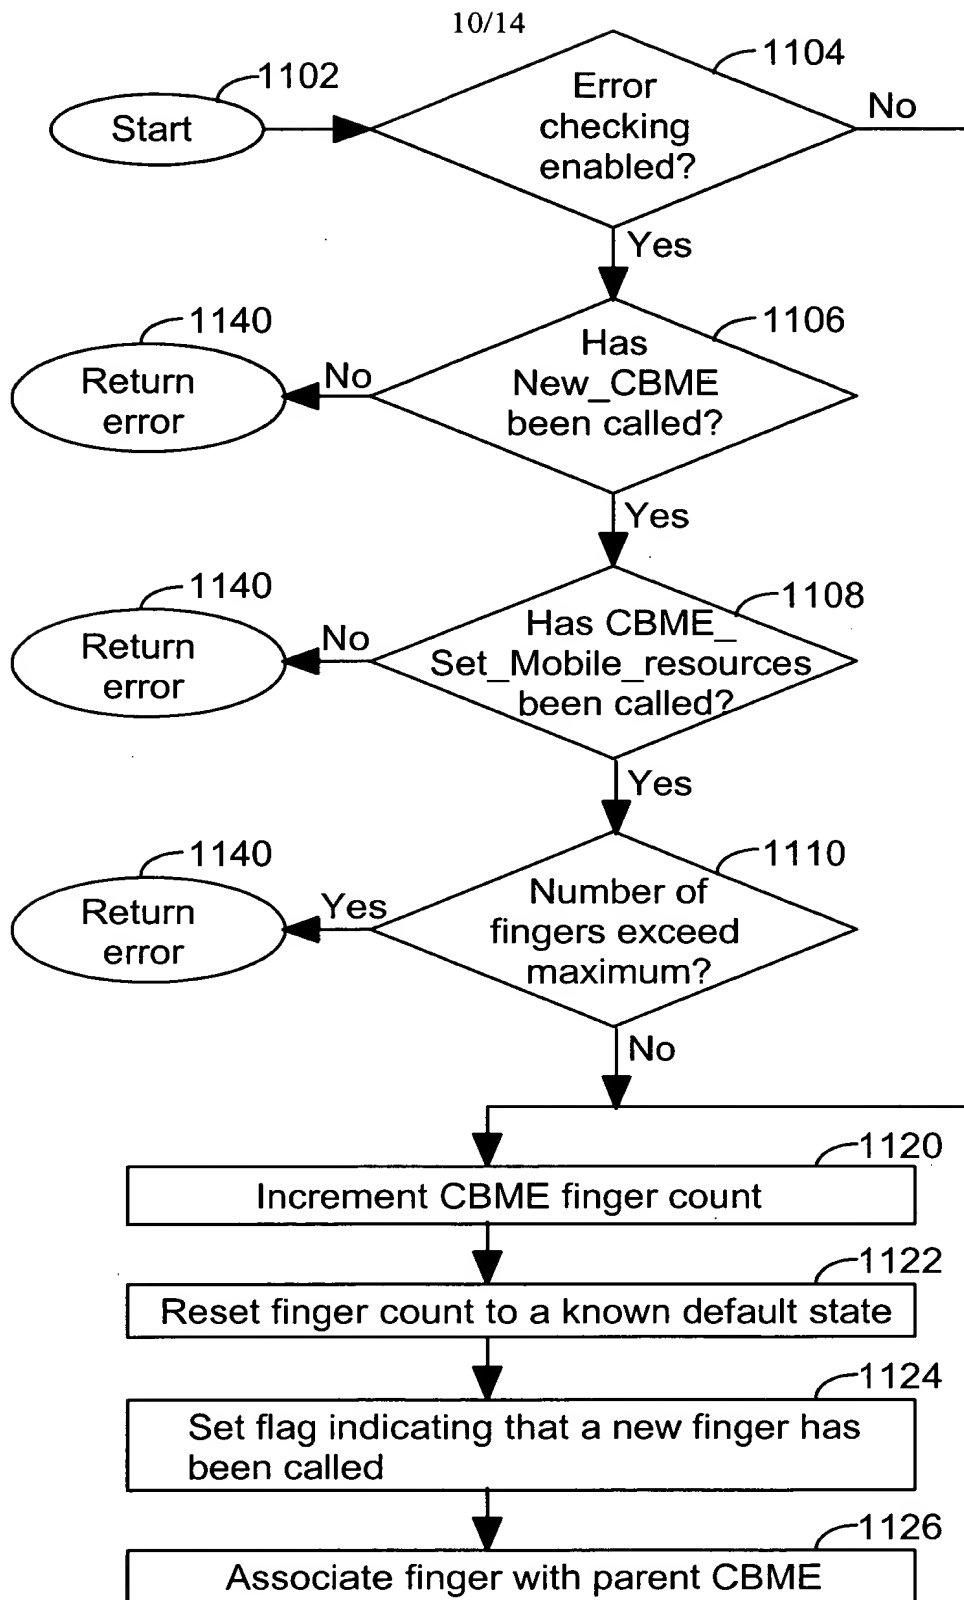 10/14
1102
1104
Start
Error
checking
enabled?
No
Yes
1140
1106
Return
error
No
Has
New_CBME
been called?
Yes
1140
1108
Return
error
No
Has CBME_
Set_Mobile_resources
been called?
Yes
1140
1110
Return
error
Yes
Number of
fingers exceed
maximum?
No
1120
Increment CBME finger count
1122
Reset finger count to a known default state
1124
Set flag indicating that a new finger has
been called
1126
Associate finger with parent CBME